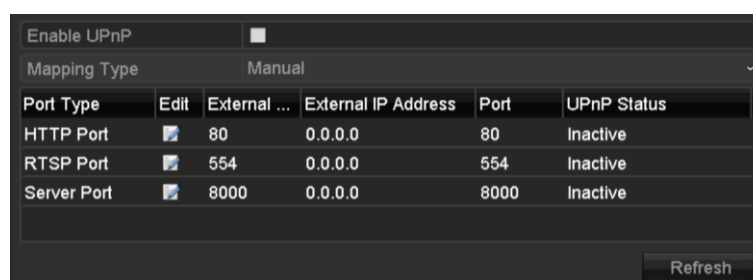 Enable UPnP
Mapping Type Manual
Port Type Edit External ... External IP Address Port UPnP Status
HTTP Port 80 0.0.0.0 80 Inactive
RTSP Port 554 0.0.0.0 554 Inactive
Server Port 8000 0.0.0.0 8000 Inactive
Refresh